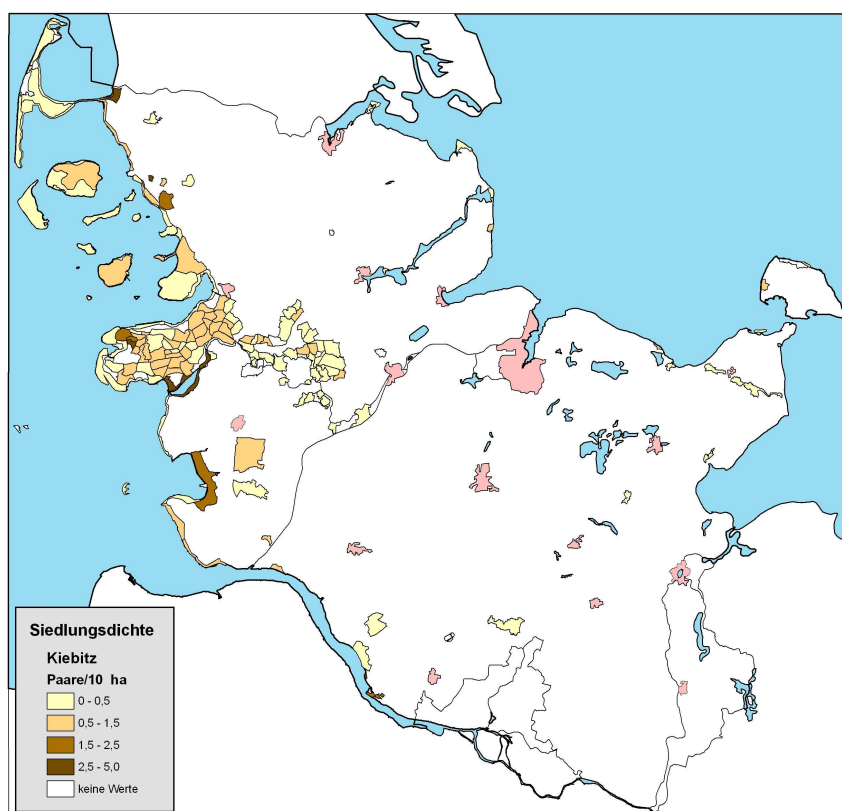 Siedlungsdichte
Kiebitz
Paare/10 ha
0 - 0,5
0,5 - 1,5
1,5 - 2,5
2,5 - 5,0
keine Werte